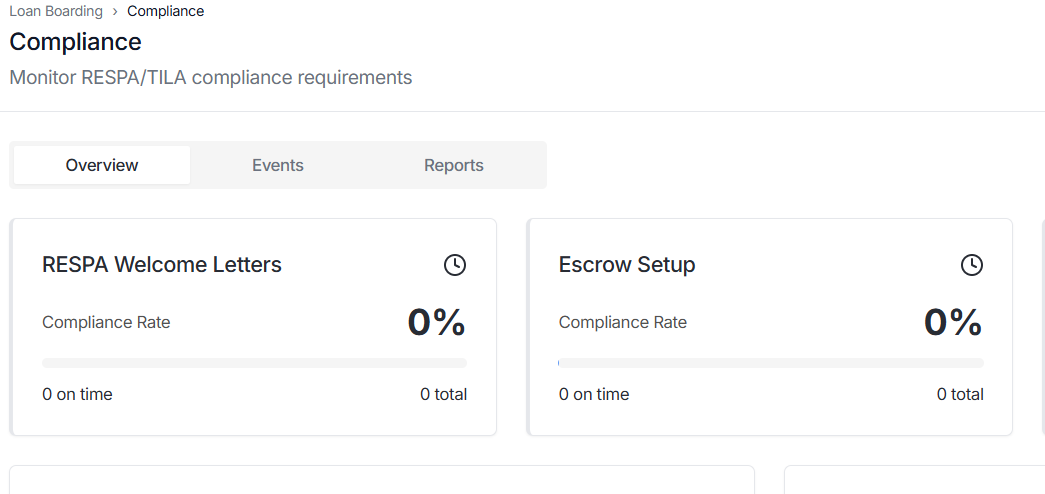 Loan Boarding › Compliance
Compliance
Monitor RESPA/TILA compliance requirements
Overview Events Reports
RESPA Welcome Letters
Compliance Rate 0%
0 on time 0 total
Escrow Setup
Compliance Rate 0%
0 on time 0 total